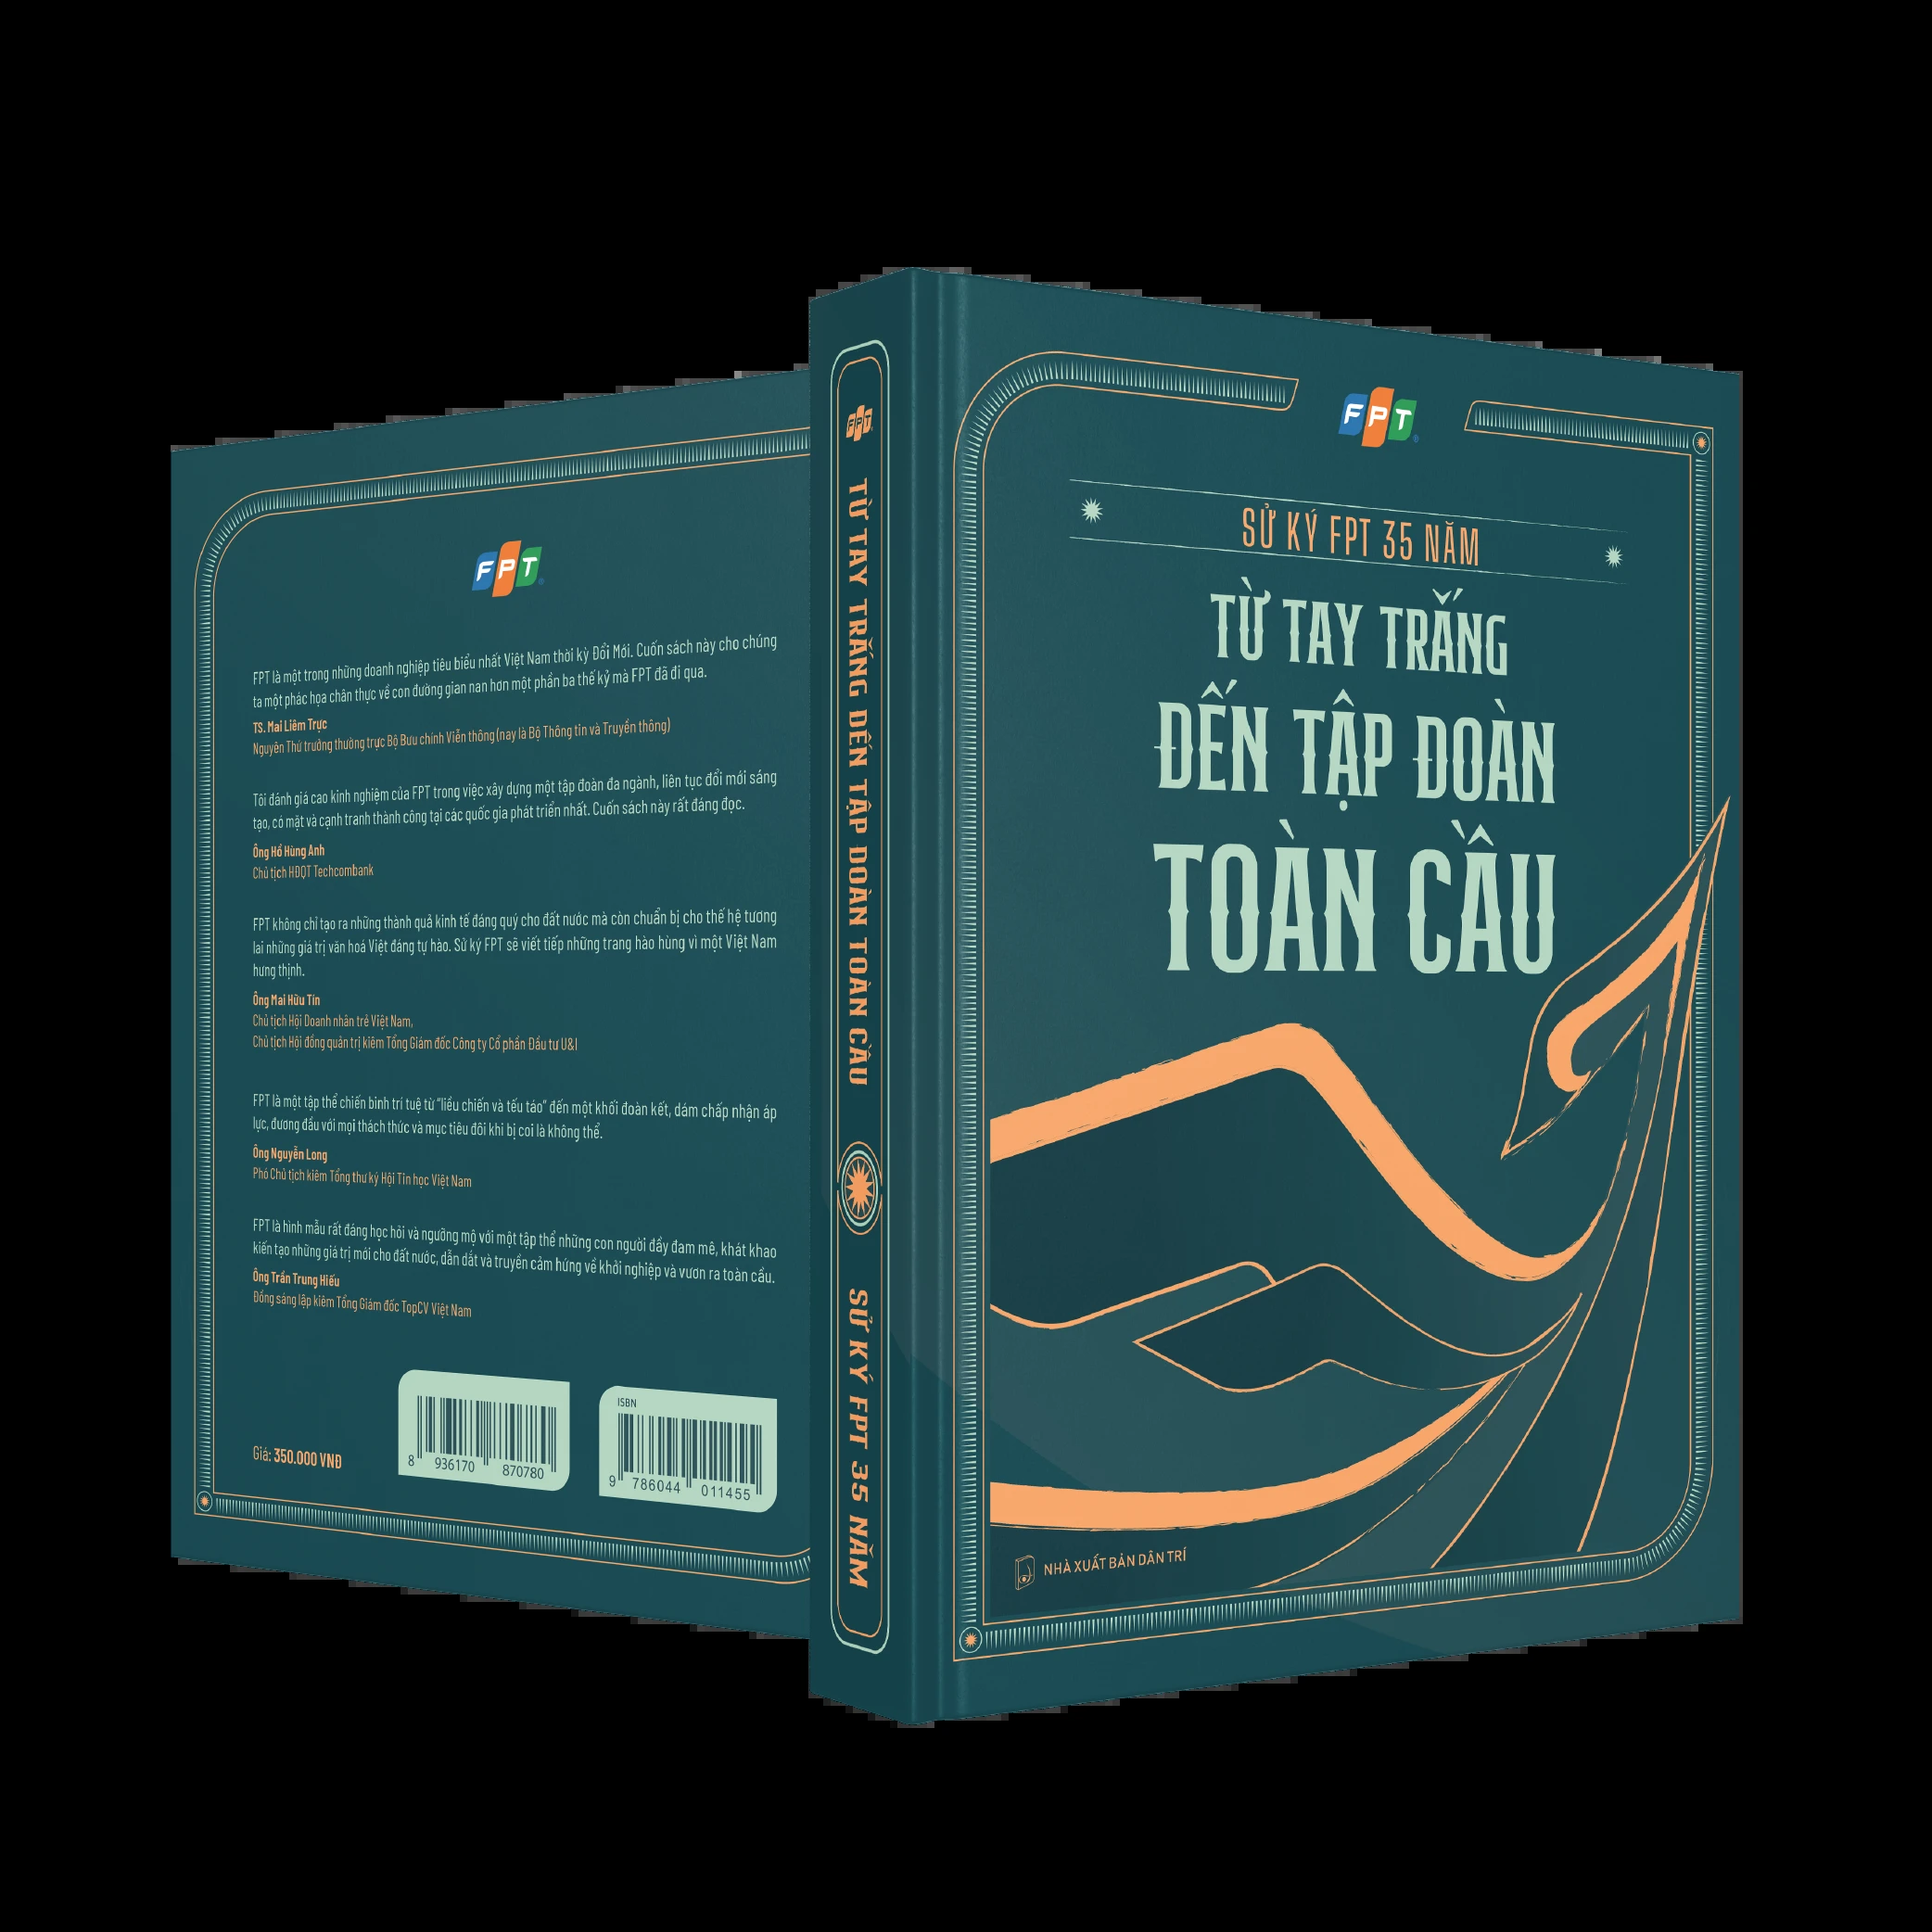 FPT
FPT là một trong những doanh nghiệp tiêu biểu nhất Việt Nam thời kỳ Đổi Mới. Cuốn sách này cho chúng
ta một phác họa chân thực về con đường gian nan hơn một phần ba thế kỷ mà FPT đã đi qua.
TS. Mai Liêm Trực
Nguyên Thứ trưởng thường trực Bộ Bưu chính Viễn thông (nay là Bộ Thông tin và Truyền thông)
Tôi đánh giá cao kinh nghiệm của FPT trong việc xây dựng một tập đoàn đa ngành, liên tục đổi mới sáng
tạo, có mặt và cạnh tranh thành công tại các quốc gia phát triển nhất. Cuốn sách này rất đáng đọc.
Ông Hồ Hùng Anh
Chủ tịch HĐQT Techcombank
FPT không chỉ tạo ra những thành quả kinh tế đáng quý cho đất nước mà còn chuẩn bị cho thế hệ tương
lai những giá trị văn hoá Việt đáng tự hào. Sử ký FPT sẽ viết tiếp những trang hào hùng vì một Việt Nam
hưng thịnh.
Ông Mai Hữu Tín
Chủ tịch Hội Doanh nhân trẻ Việt Nam,
Chủ tịch Hội đồng quản trị kiêm Tổng Giám đốc Công ty Cổ phần Đầu tư U&I
FPT là một tập thể chiến binh trí tuệ từ "liều chiến và tếu táo" đến một khối đoàn kết, dám chấp nhận áp
lực, đương đầu với mọi thách thức và mục tiêu đôi khi bị coi là không thể.
Ông Nguyễn Long
Phó Chủ tịch kiêm Tổng thư ký Hội Tin học Việt Nam
FPT là hình mẫu rất đáng học hỏi và ngưỡng mộ với một tập thể những con người đầy đam mê, khát khao
kiến tạo những giá trị mới cho đất nước, dẫn dắt và truyền cảm hứng về khởi nghiệp và vươn ra toàn cầu.
Ông Trần Trung Hiếu
Đồng sáng lập kiêm Tổng Giám đốc TopCV Việt Nam
Giá: 350.000 VNĐ
8 936170 870780
ISBN
9 786044 011455
FPT
TỪ TAY TRẮNG ĐẾN TẬP ĐOÀN TOÀN CẦU
SỬ KÝ FPT 35 NĂM
FPT
SỬ KÝ FPT 35 NĂM
TỪ TAY TRẮNG
ĐẾN TẬP ĐOÀN
TOÀN CẦU
NHÀ XUẤT BẢN DÂN TRÍ